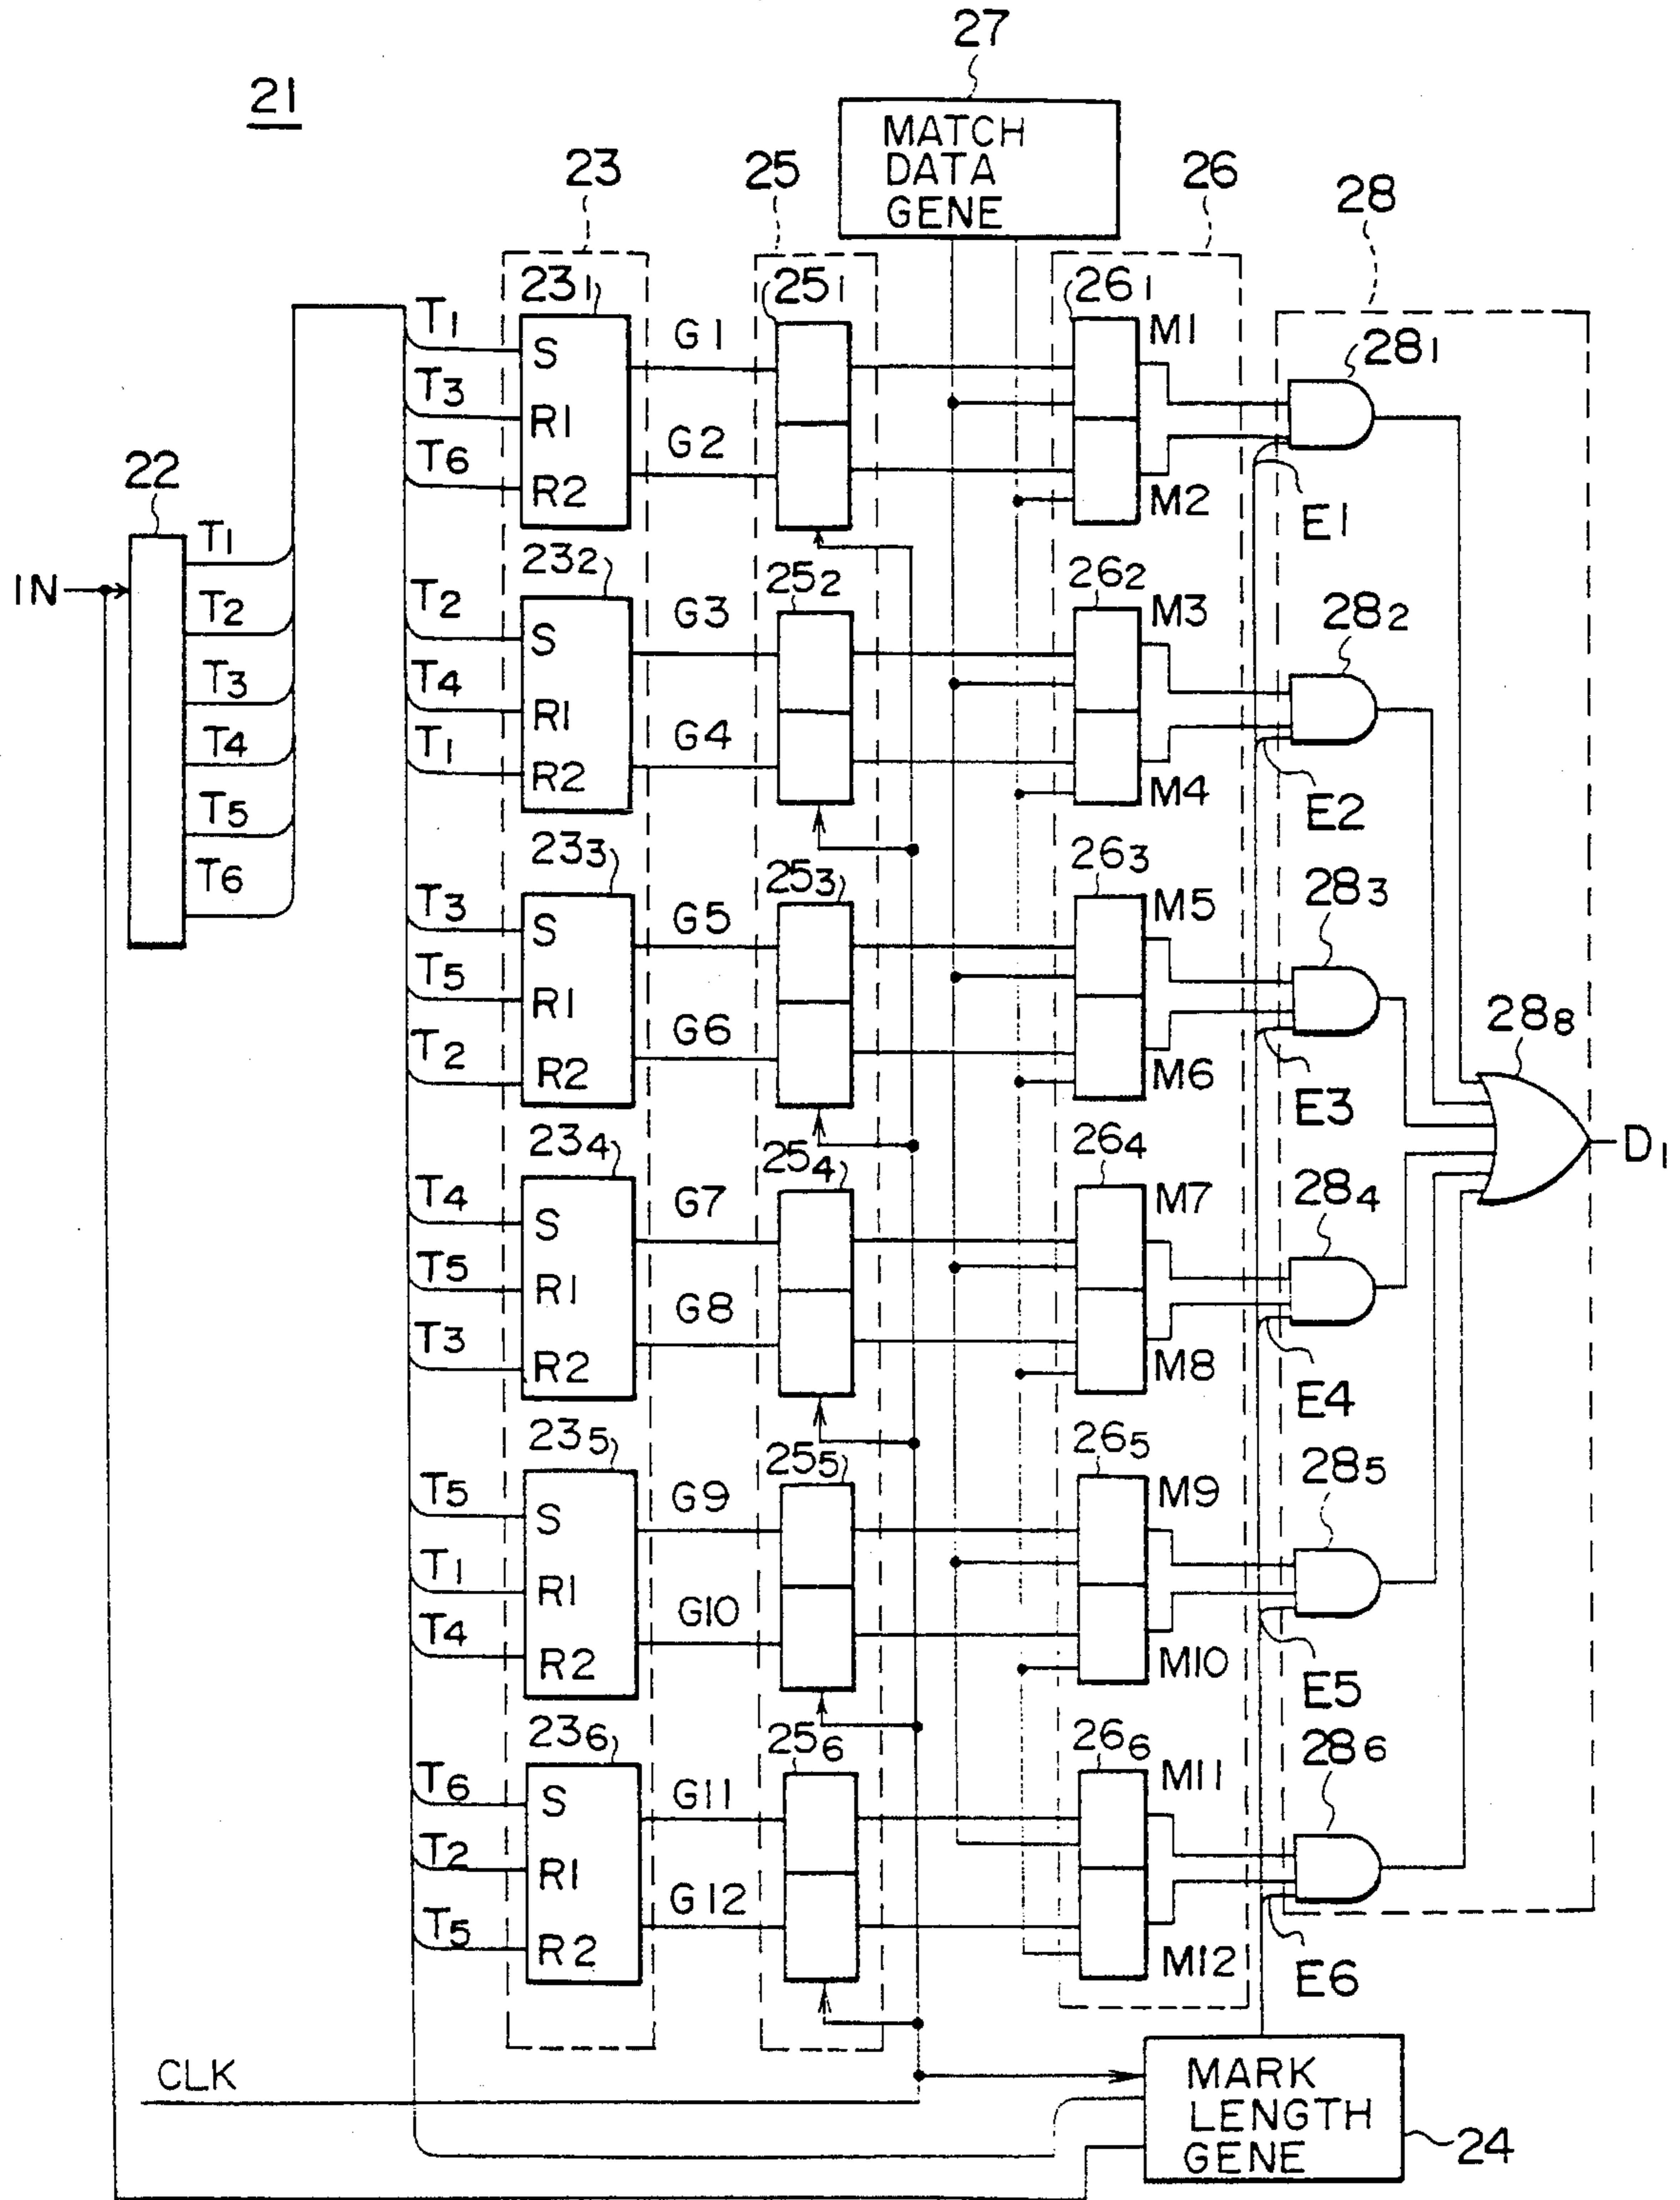 27
21
MATCH
DATA
GENE
23
25
26
28
23₁
25₁
26₁
28₁
T₁
S
G1
M1
T₃
R1
G2
T₆
R2
M2
E1
22
IN
T₁
T₂
T₃
T₄
T₅
T₆
23₂
25₂
26₂
28₂
T₂
S
G3
M3
T₄
R1
G4
T₁
R2
M4
E2
23₃
25₃
26₃
28₃
T₃
S
G5
M5
T₅
R1
G6
T₂
R2
M6
E3
28₈
D₁
23₄
25₄
26₄
28₄
T₄
S
G7
M7
T₅
R1
G8
T₃
R2
M8
E4
23₅
25₅
26₅
28₅
T₅
S
G9
M9
T₁
R1
G10
T₄
R2
M10
E5
23₆
25₆
26₆
28₆
T₆
S
G11
M11
T₂
R1
G12
T₅
R2
M12
E6
CLK
MARK
LENGTH
GENE
24